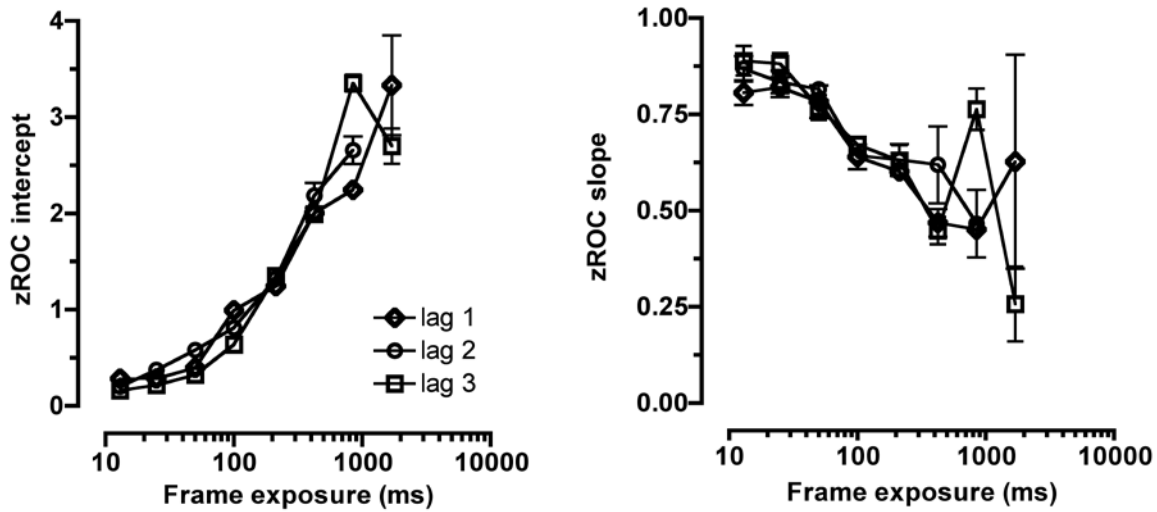 zROC intercept
4
3
2
1
0
lag 1
lag 2
lag 3
10 100 1000 10000
Frame exposure (ms)
zROC slope
1.00
0.75
0.50
0.25
0.00
10 100 1000 10000
Frame exposure (ms)